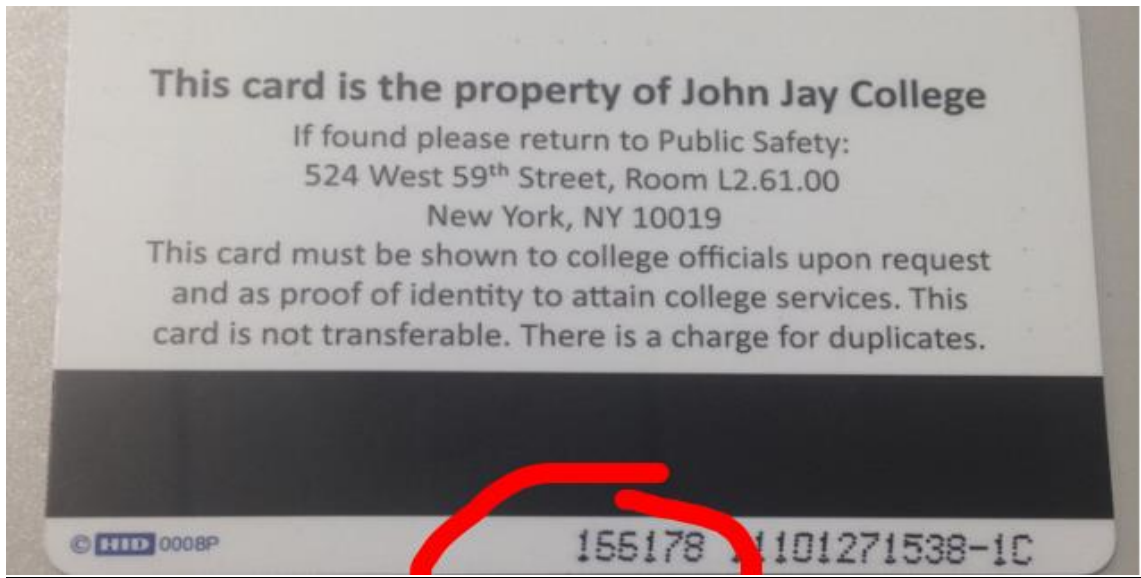 This card is the property of John Jay College
If found please return to Public Safety:
524 West 59th Street, Room L2.61.00
New York, NY 10019
This card must be shown to college officials upon request
and as proof of identity to attain college services. This
card is not transferable. There is a charge for duplicates.
© HID 0008P 155178